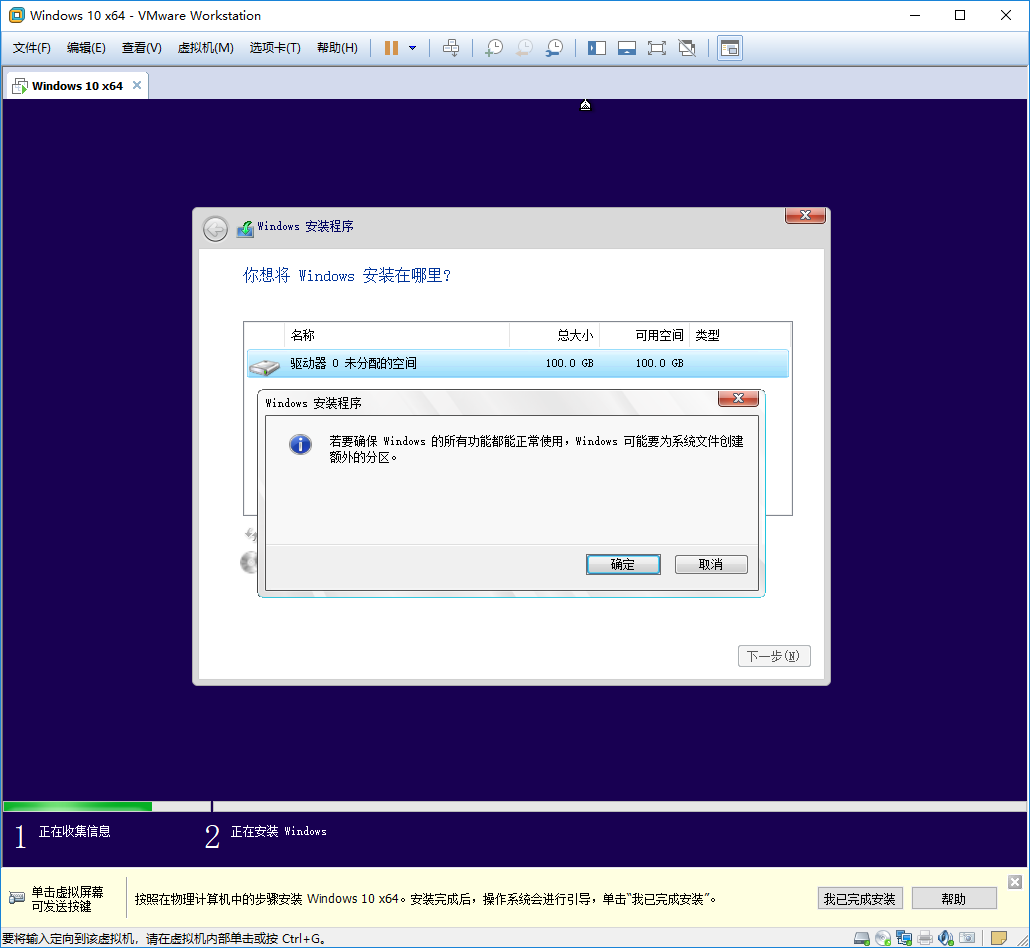 Windows 10 x64 - VMware Workstation
文件(F) 编辑(E) 查看(V) 虚拟机(M) 选项卡(T) 帮助(H)
Windows 10 x64
Windows 安装程序
你想将 Windows 安装在哪里?
名称 总大小 可用空间 类型
驱动器 0 未分配的空间 100.0 GB 100.0 GB
Windows 安装程序
若要确保 Windows 的所有功能都能正常使用，Windows 可能要为系统文件创建
额外的分区。
确定 取消
下一步(N)
1 正在收集信息 2 正在安装 Windows
单击虚拟屏幕
可发送按键
按照在物理计算机中的步骤安装 Windows 10 x64。安装完成后，操作系统会进行引导，单击“我已完成安装”。
我已完成安装 帮助
要将输入定向到该虚拟机，请在虚拟机内部单击或按 Ctrl+G。